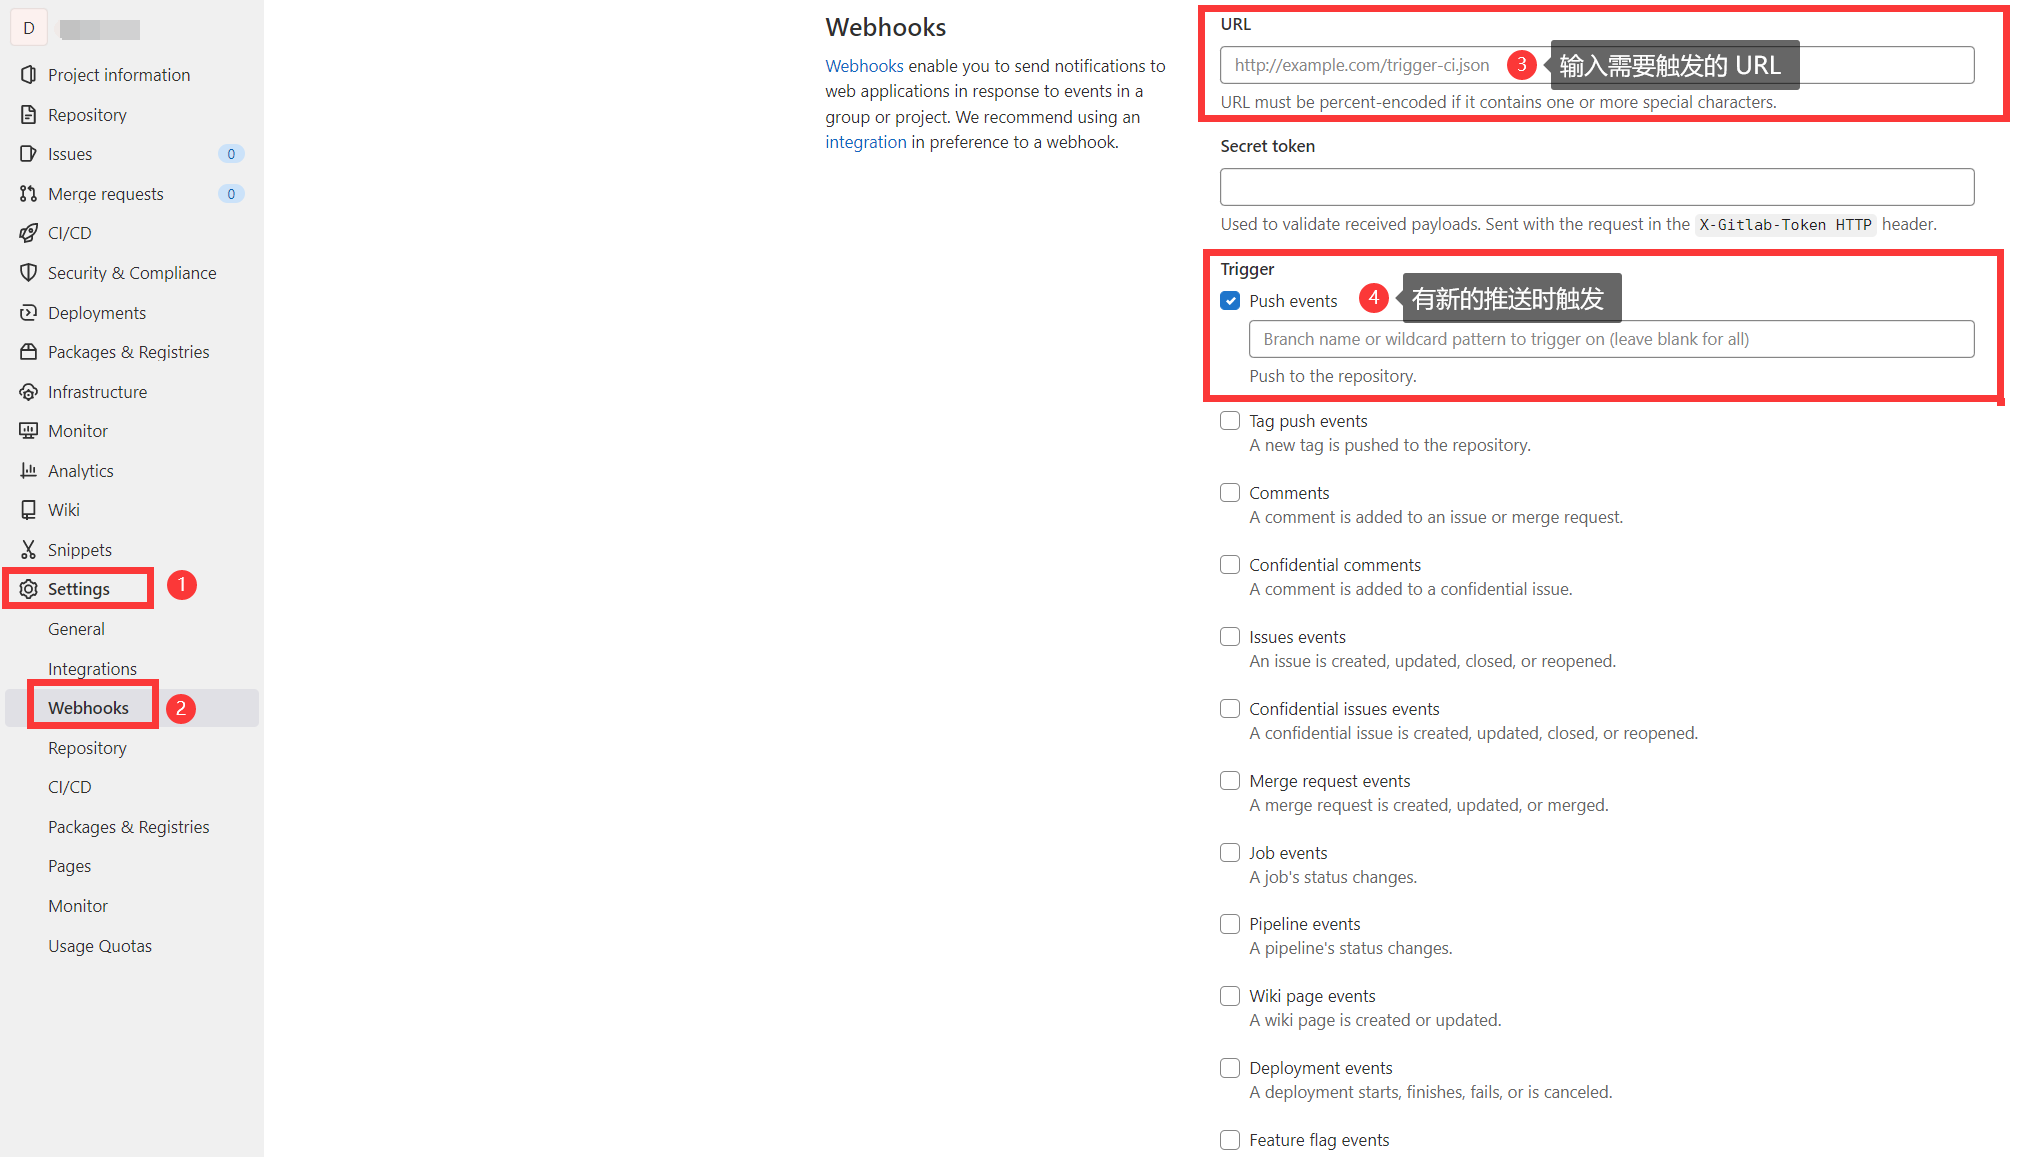 D
Project information
Repository
Issues 0
Merge requests 0
CI/CD
Security & Compliance
Deployments
Packages & Registries
Infrastructure
Monitor
Analytics
Wiki
Snippets
Settings 1
General
Integrations
Webhooks 2
Repository
CI/CD
Packages & Registries
Pages
Monitor
Usage Quotas
Webhooks
Webhooks enable you to send notifications to
web applications in response to events in a
group or project. We recommend using an
integration in preference to a webhook.
URL
http://example.com/trigger-ci.json 3 输入需要触发的 URL
URL must be percent-encoded if it contains one or more special characters.
Secret token
Used to validate received payloads. Sent with the request in the X-Gitlab-Token HTTP header.
Trigger
Push events 4 有新的推送时触发
Branch name or wildcard pattern to trigger on (leave blank for all)
Push to the repository.
Tag push events
A new tag is pushed to the repository.
Comments
A comment is added to an issue or merge request.
Confidential comments
A comment is added to a confidential issue.
Issues events
An issue is created, updated, closed, or reopened.
Confidential issues events
A confidential issue is created, updated, closed, or reopened.
Merge request events
A merge request is created, updated, or merged.
Job events
A job's status changes.
Pipeline events
A pipeline's status changes.
Wiki page events
A wiki page is created or updated.
Deployment events
A deployment starts, finishes, fails, or is canceled.
Feature flag events